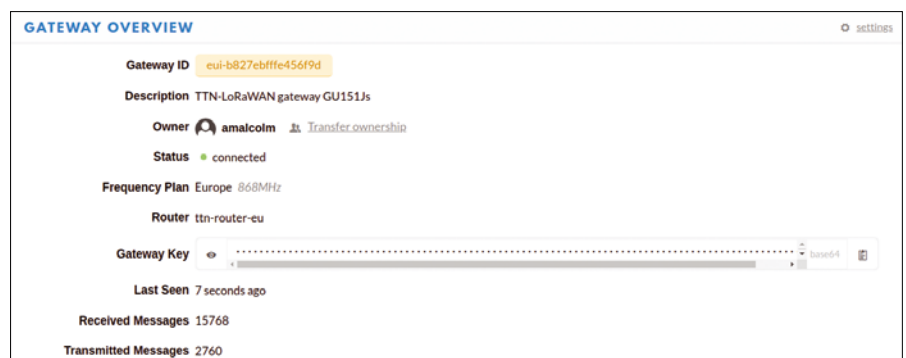 GATEWAY OVERVIEW settings
Gateway ID eui-b827ebfffe456f9d
Description TTN-LoRaWAN gateway GU151Js
Owner amalcolm Transfer ownership
Status connected
Frequency Plan Europe 868MHz
Router ttn-router-eu
Gateway Key base64
Last Seen 7 seconds ago
Received Messages 15768
Transmitted Messages 2760